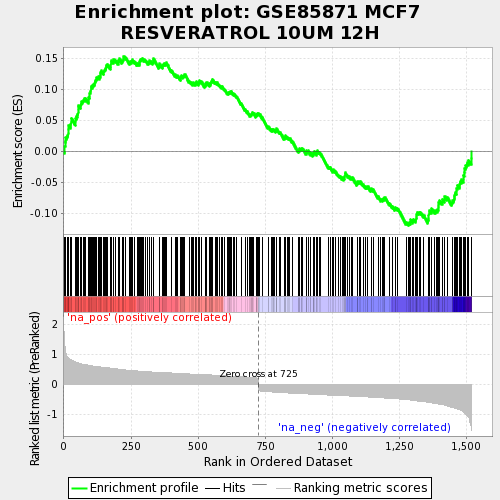 Enrichment plot: GSE85871 MCF7
RESVERATROL 10UM 12H
Enrichment score (ES)
0.15
0.10
0.05
0.00
-0.05
-0.10
'na_pos' (positively correlated)
Ranked list metric (PreRanked)
2
1
0
-1
Zero cross at 725
'na_neg' (negatively correlated)
0
250
500
750
1,000
1,250
1,500
Rank in Ordered Dataset
Enrichment profile
Hits
Ranking metric scores